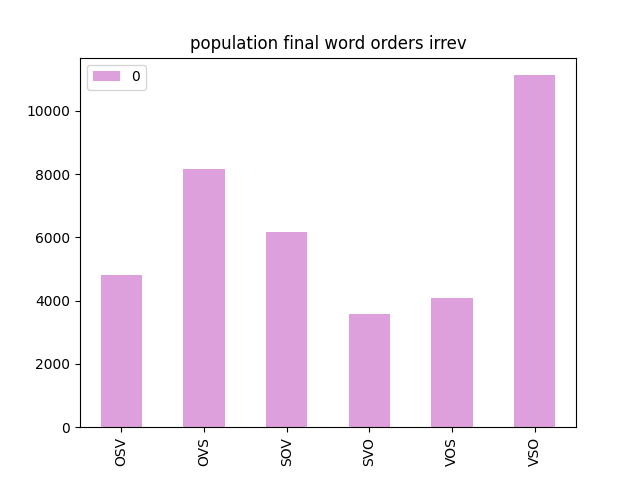 population final word orders irrev
0
10000
8000
6000
4000
2000
0
OSV
OVS
SOV
SVO
VOS
VSO